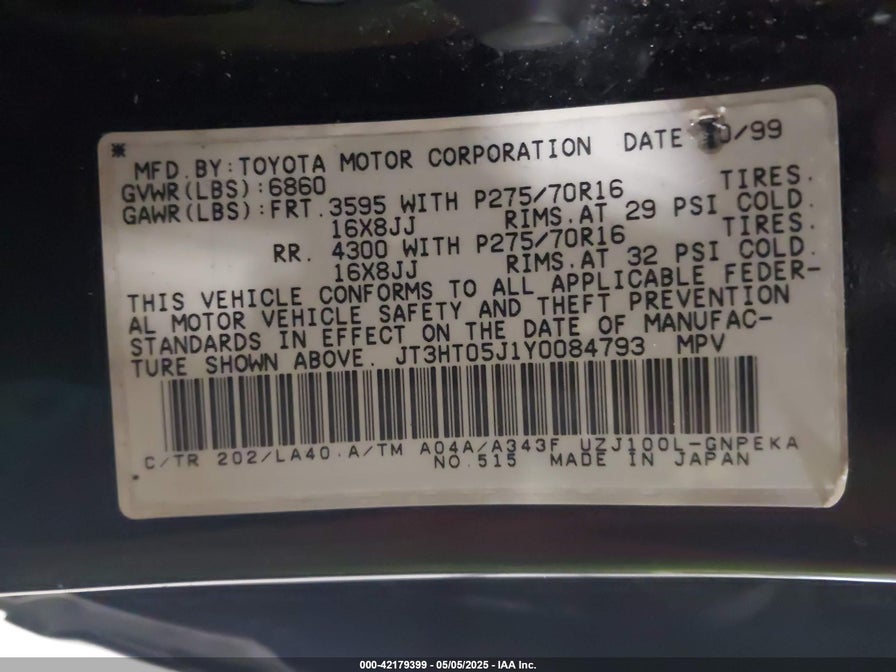 MFD.BY:TOYOTA MOTOR CORPORATION DATE 0/99
GVWR(LBS):6860
GAWR(LBS):FRT.3595 WITH P275/70R16 TIRES.
16X8JJ RIMS.AT 29 PSI COLD.
RR. 4300 WITH P275/70R16 TIRES.
16X8JJ RIMS.AT 32 PSI COLD.
THIS VEHICLE CONFORMS TO ALL APPLICABLE FEDER-
AL MOTOR VEHICLE SAFETY AND THEFT PREVENTION
STANDARDS IN EFFECT ON THE DATE OF MANUFAC-
TURE SHOWN ABOVE. JT3HT05J1Y0084793 MPV
C/TR 202/LA40.A/TM A04A/A343F UZJ100L-GNPEKA
NO.515 MADE IN JAPAN
000-42179399 - 05/05/2025 - IAA Inc.